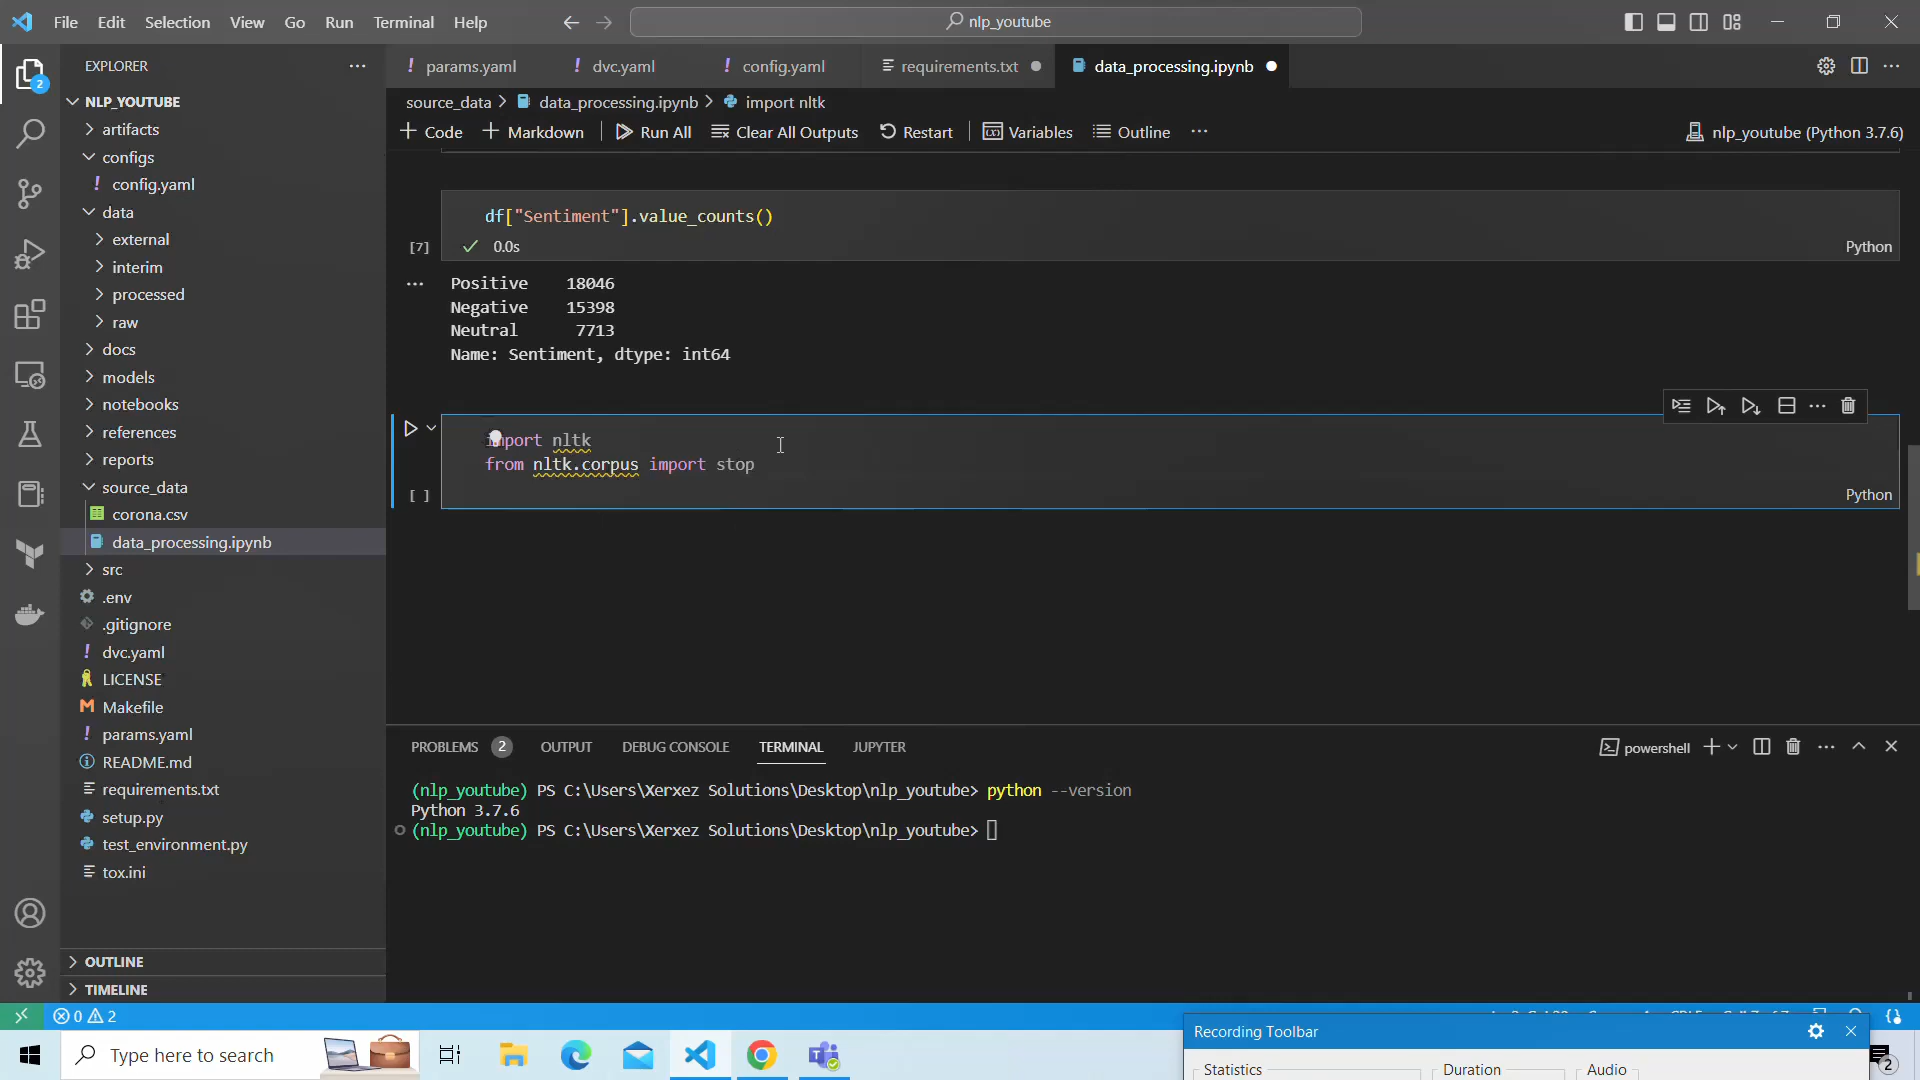 File Edit Selection View Go Run Terminal Help
nlp_youtube
EXPLORER
NLP_YOUTUBE
artifacts
configs
config.yaml
data
external
interim
processed
raw
docs
models
notebooks
references
reports
source_data
corona.csv
data_processing.ipynb
src
.env
.gitignore
dvc.yaml
LICENSE
Makefile
params.yaml
README.md
requirements.txt
setup.py
test_environment.py
tox.ini
OUTLINE
TIMELINE
params.yaml dvc.yaml config.yaml requirements.txt data_processing.ipynb
source_data > data_processing.ipynb > import nltk
+ Code + Markdown Run All Clear All Outputs Restart Variables Outline ... nlp_youtube (Python 3.7.6)
df["Sentiment"].value_counts()
[7] 0.0s Python
Positive 18046
Negative 15398
Neutral 7713
Name: Sentiment, dtype: int64
import nltk
from nltk.corpus import stop
[ ] Python
PROBLEMS 2 OUTPUT DEBUG CONSOLE TERMINAL JUPYTER powershell
(nlp_youtube) PS C:\Users\Xerxez Solutions\Desktop\nlp_youtube> python --version
Python 3.7.6
(nlp_youtube) PS C:\Users\Xerxez Solutions\Desktop\nlp_youtube>
0 2
Recording Toolbar
Statistics Duration Audio
Type here to search
2
2